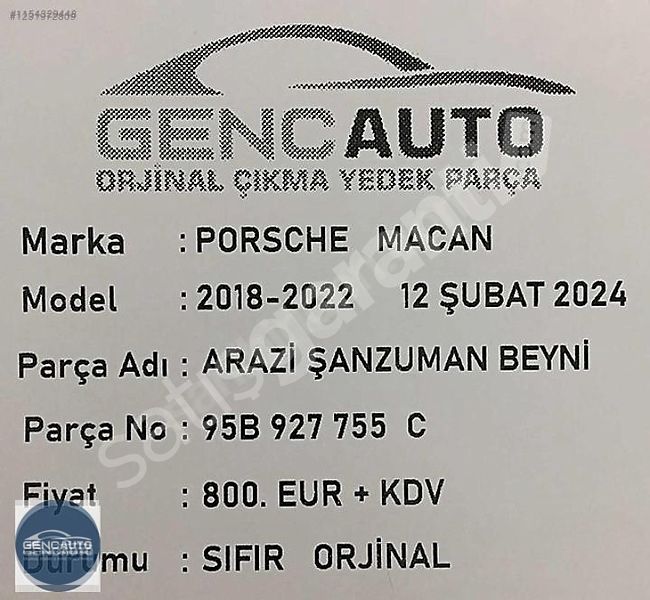 GENCAUTO
ORJİNAL ÇIKMA YEDEK PARÇA
Marka : PORSCHE MACAN
Model : 2018-2022 12 ŞUBAT 2024
Parça Adı : ARAZİ ŞANZUMAN BEYNİ
Parça No : 95B 927 755 C
Fiyat : 800. EUR + KDV
Durumu : SIFIR ORJİNAL
GENCAUTO